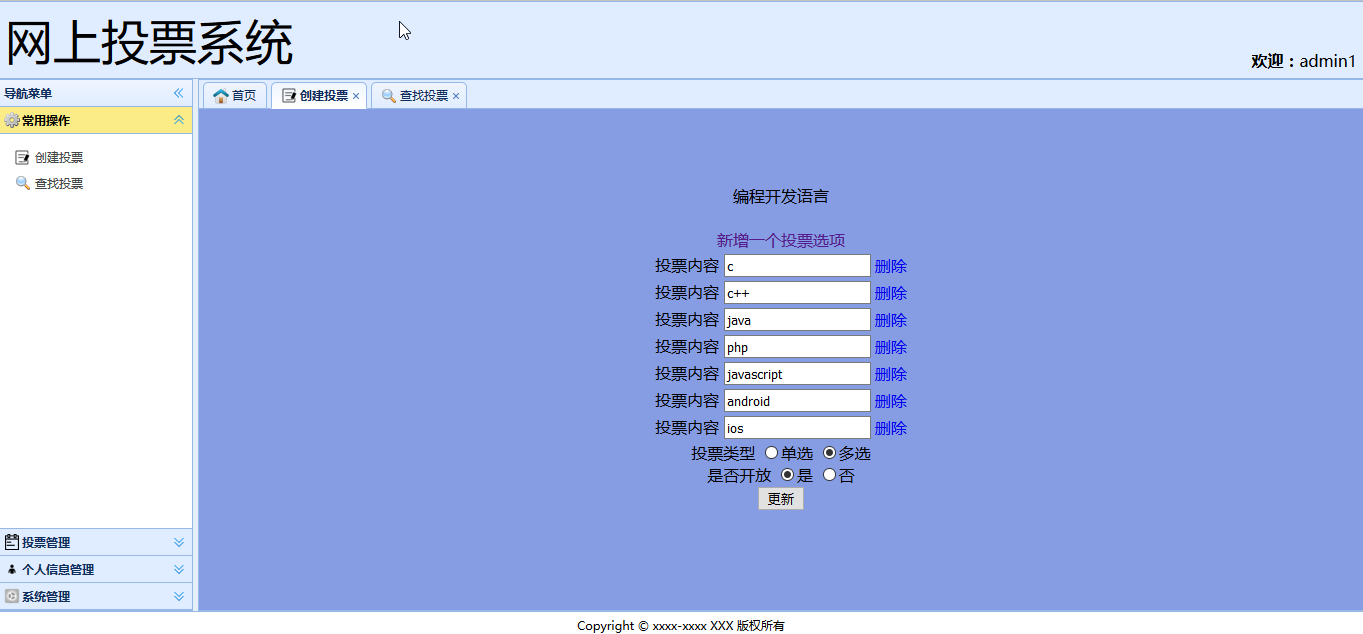 网上投票系统
欢迎：admin1
导航菜单
首页
创建投票
查找投票
常用操作
创建投票
查找投票
编程开发语言
新增一个投票选项
投票内容 c 删除
投票内容 c++ 删除
投票内容 java 删除
投票内容 php 删除
投票内容 javascript 删除
投票内容 android 删除
投票内容 ios 删除
投票类型 单选 多选
是否开放 是 否
更新
投票管理
个人信息管理
系统管理
Copyright © xxxx-xxxx XXX 版权所有